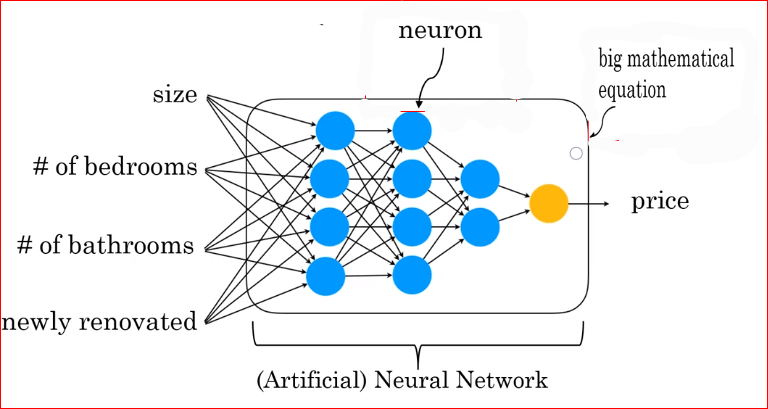 neuron
big mathematical
equation
size
# of bedrooms
price
# of bathrooms
newly renovated
(Artificial) Neural Network